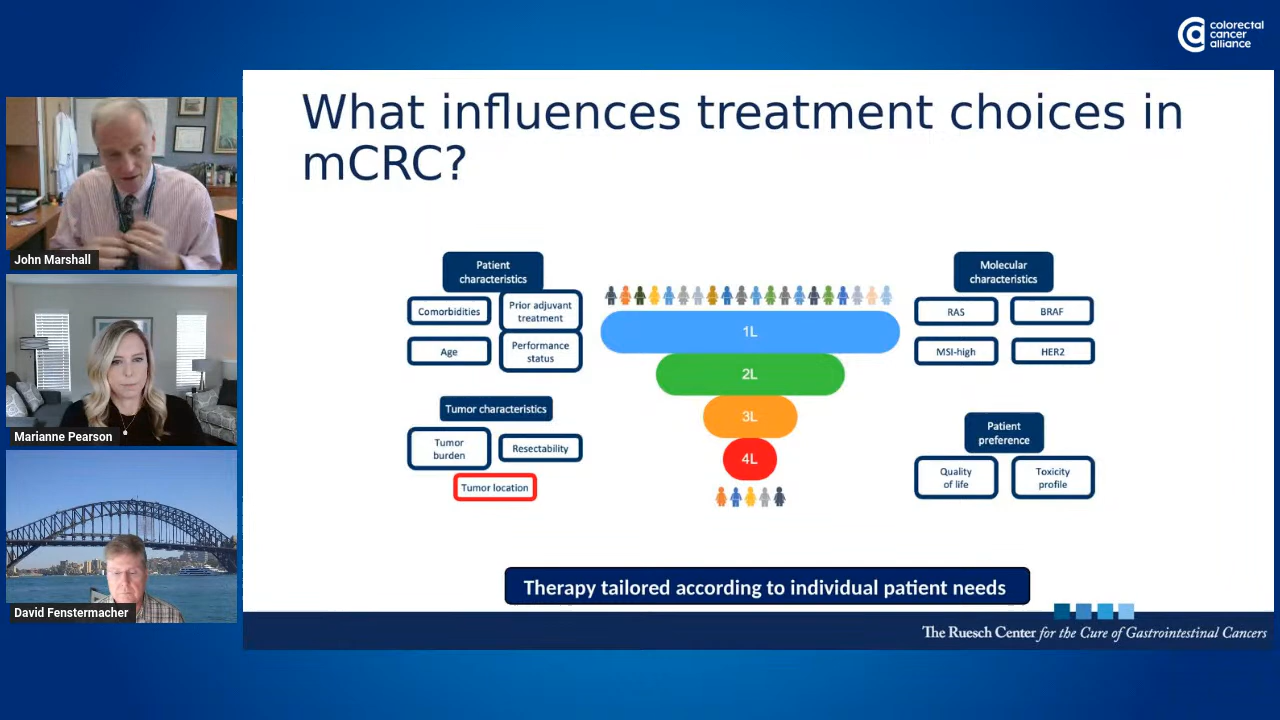 colorectal
cancer
alliance
What influences treatment choices in
mCRC?
John Marshall
Marianne Pearson
David Fenstermacher
Patient
characteristics
Comorbidities
Prior adjuvant
treatment
Age
Performance
status
Tumor characteristics
Tumor
burden
Resectability
Tumor location
1L
2L
3L
4L
Molecular
characteristics
RAS
BRAF
MSI-high
HER2
Patient
preference
Quality
of life
Toxicity
profile
Therapy tailored according to individual patient needs
The Ruesch Center for the Cure of Gastrointestinal Cancers